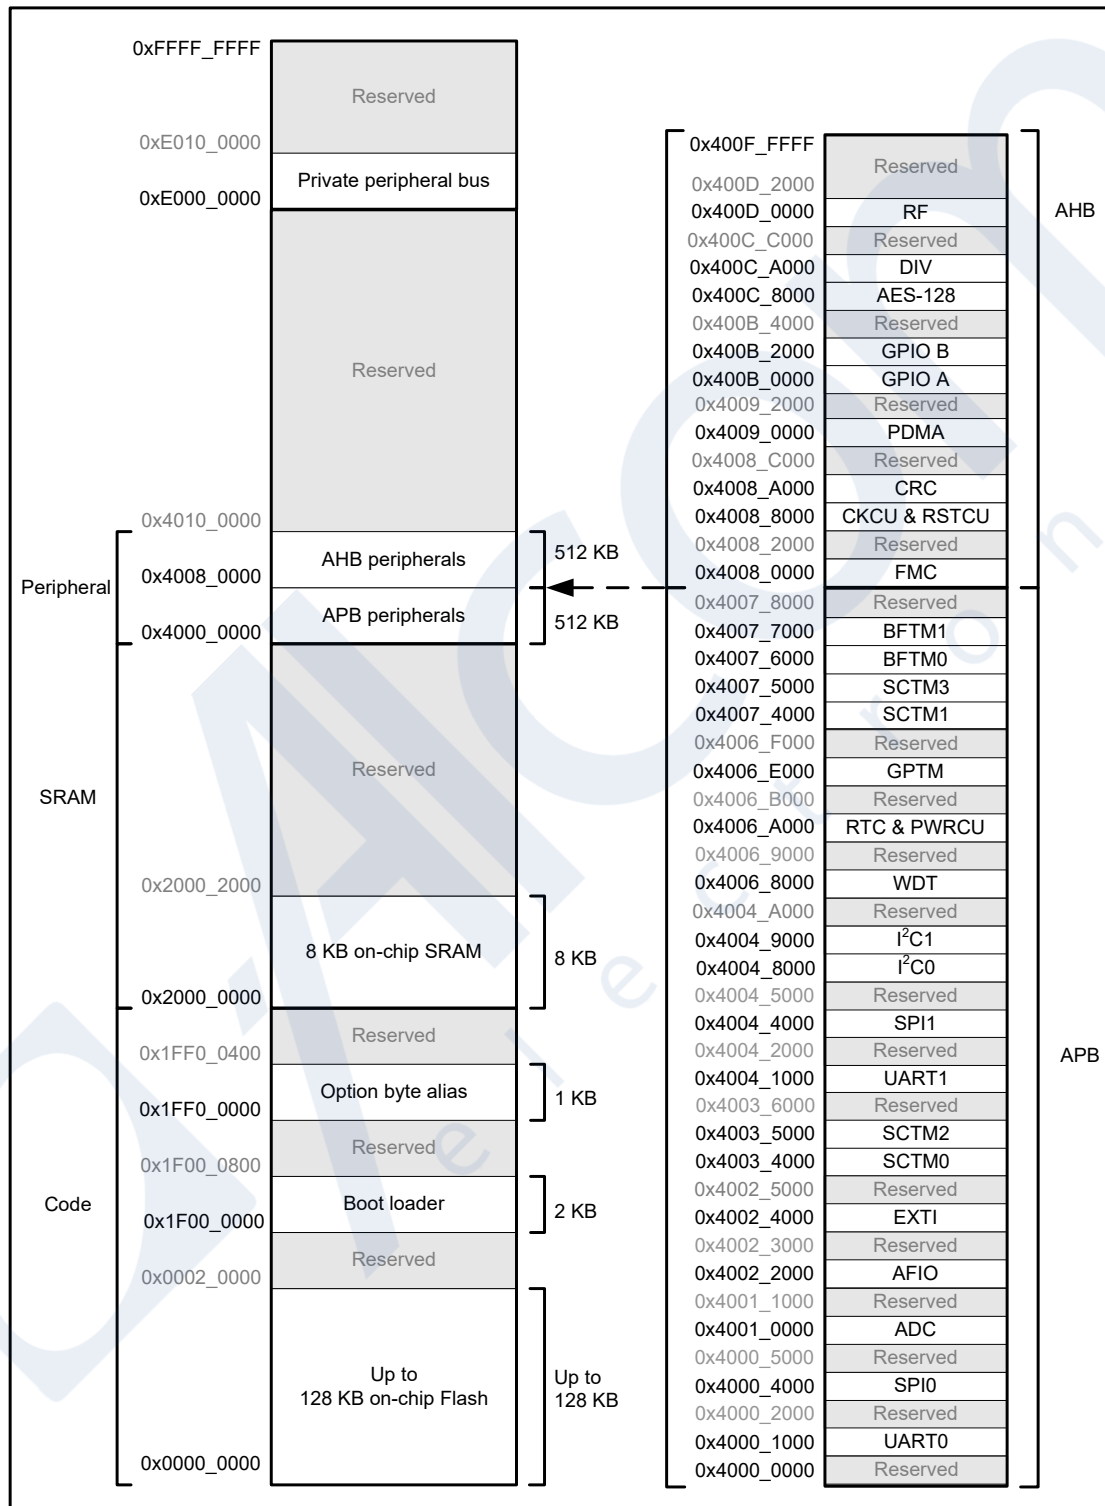 0xFFFF_FFFF
Reserved
0xE010_0000
Private peripheral bus
0xE000_0000
Reserved
0x4010_0000
AHB peripherals
512 KB
0x4008_0000
Peripheral
APB peripherals
512 KB
0x4000_0000
Reserved
SRAM
0x2000_2000
8 KB on-chip SRAM
8 KB
0x2000_0000
Reserved
0x1FF0_0400
Option byte alias
1 KB
0x1FF0_0000
Reserved
0x1F00_0800
Code
Boot loader
2 KB
0x1F00_0000
Reserved
0x0002_0000
Up to
128 KB on-chip Flash
Up to
128 KB
0x0000_0000
0x400F_FFFF
Reserved
0x400D_2000
0x400D_0000 RF
AHB
0x400C_C000 Reserved
0x400C_A000 DIV
0x400C_8000 AES-128
0x400B_4000 Reserved
0x400B_2000 GPIO B
0x400B_0000 GPIO A
0x4009_2000 Reserved
0x4009_0000 PDMA
0x4008_C000 Reserved
0x4008_A000 CRC
0x4008_8000 CKCU & RSTCU
0x4008_2000 Reserved
0x4008_0000 FMC
0x4007_8000 Reserved
0x4007_7000 BFTM1
0x4007_6000 BFTM0
0x4007_5000 SCTM3
0x4007_4000 SCTM1
0x4006_F000 Reserved
0x4006_E000 GPTM
0x4006_B000 Reserved
0x4006_A000 RTC & PWRCU
0x4006_9000 Reserved
0x4006_8000 WDT
0x4004_A000 Reserved
0x4004_9000 I²C1
0x4004_8000 I²C0
0x4004_5000 Reserved
0x4004_4000 SPI1
0x4004_2000 Reserved
APB
0x4004_1000 UART1
0x4003_6000 Reserved
0x4003_5000 SCTM2
0x4003_4000 SCTM0
0x4002_5000 Reserved
0x4002_4000 EXTI
0x4002_3000 Reserved
0x4002_2000 AFIO
0x4001_1000 Reserved
0x4001_0000 ADC
0x4000_5000 Reserved
0x4000_4000 SPI0
0x4000_2000 Reserved
0x4000_1000 UART0
0x4000_0000 Reserved